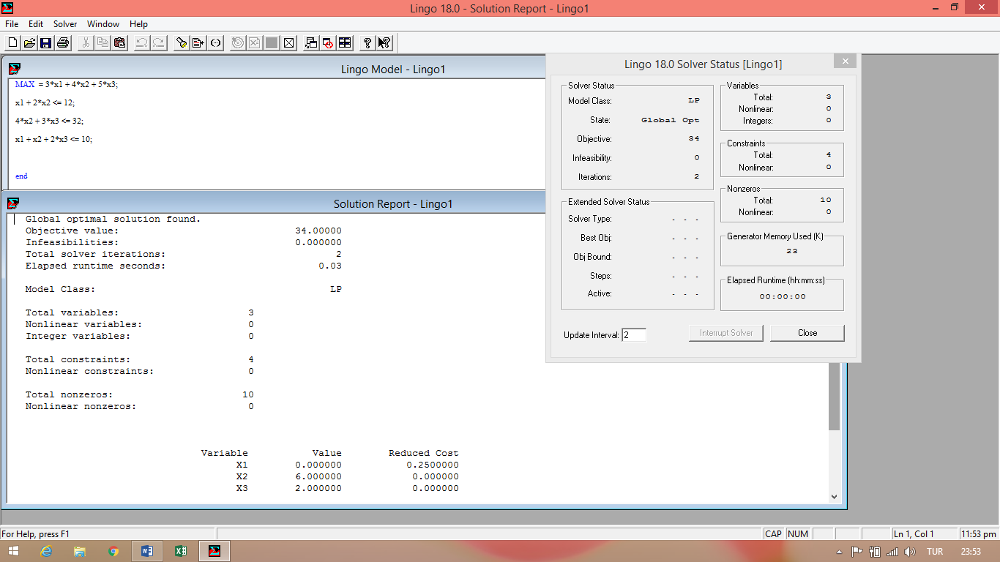 Lingo 18.0 - Solution Report - Lingo1
File Edit Solver Window Help
Lingo Model - Lingo1
MAX = 3*x1 + 4*x2 + 5*x3;
x1 + 2*x2 <= 12;
4*x2 + 3*x3 <= 32;
x1 + x2 + 2*x3 <= 10;
end
Solution Report - Lingo1
Global optimal solution found.
Objective value: 34.00000
Infeasibilities: 0.000000
Total solver iterations: 2
Elapsed runtime seconds: 0.03
Model Class: LP
Total variables: 3
Nonlinear variables: 0
Integer variables: 0
Total constraints: 4
Nonlinear constraints: 0
Total nonzeros: 10
Nonlinear nonzeros: 0
Variable Value Reduced Cost
X1 0.000000 0.2500000
X2 6.000000 0.000000
X3 2.000000 0.000000
Lingo 18.0 Solver Status [Lingo1]
Solver Status
Model Class: LP
State: Global Opt
Objective: 34
Infeasibility: 0
Iterations: 2
Extended Solver Status
Solver Type: - - -
Best Obj: - - -
Obj Bound: - - -
Steps: - - -
Active: - - -
Variables
Total: 3
Nonlinear: 0
Integers: 0
Constraints
Total: 4
Nonlinear: 0
Nonzeros
Total: 10
Nonlinear: 0
Generator Memory Used (K)
23
Elapsed Runtime (hh:mm:ss)
00:00:00
Update Interval: 2 Interrupt Solver Close
For Help, press F1 CAP NUM Ln 1, Col 1 11:53 pm
TUR 23:53